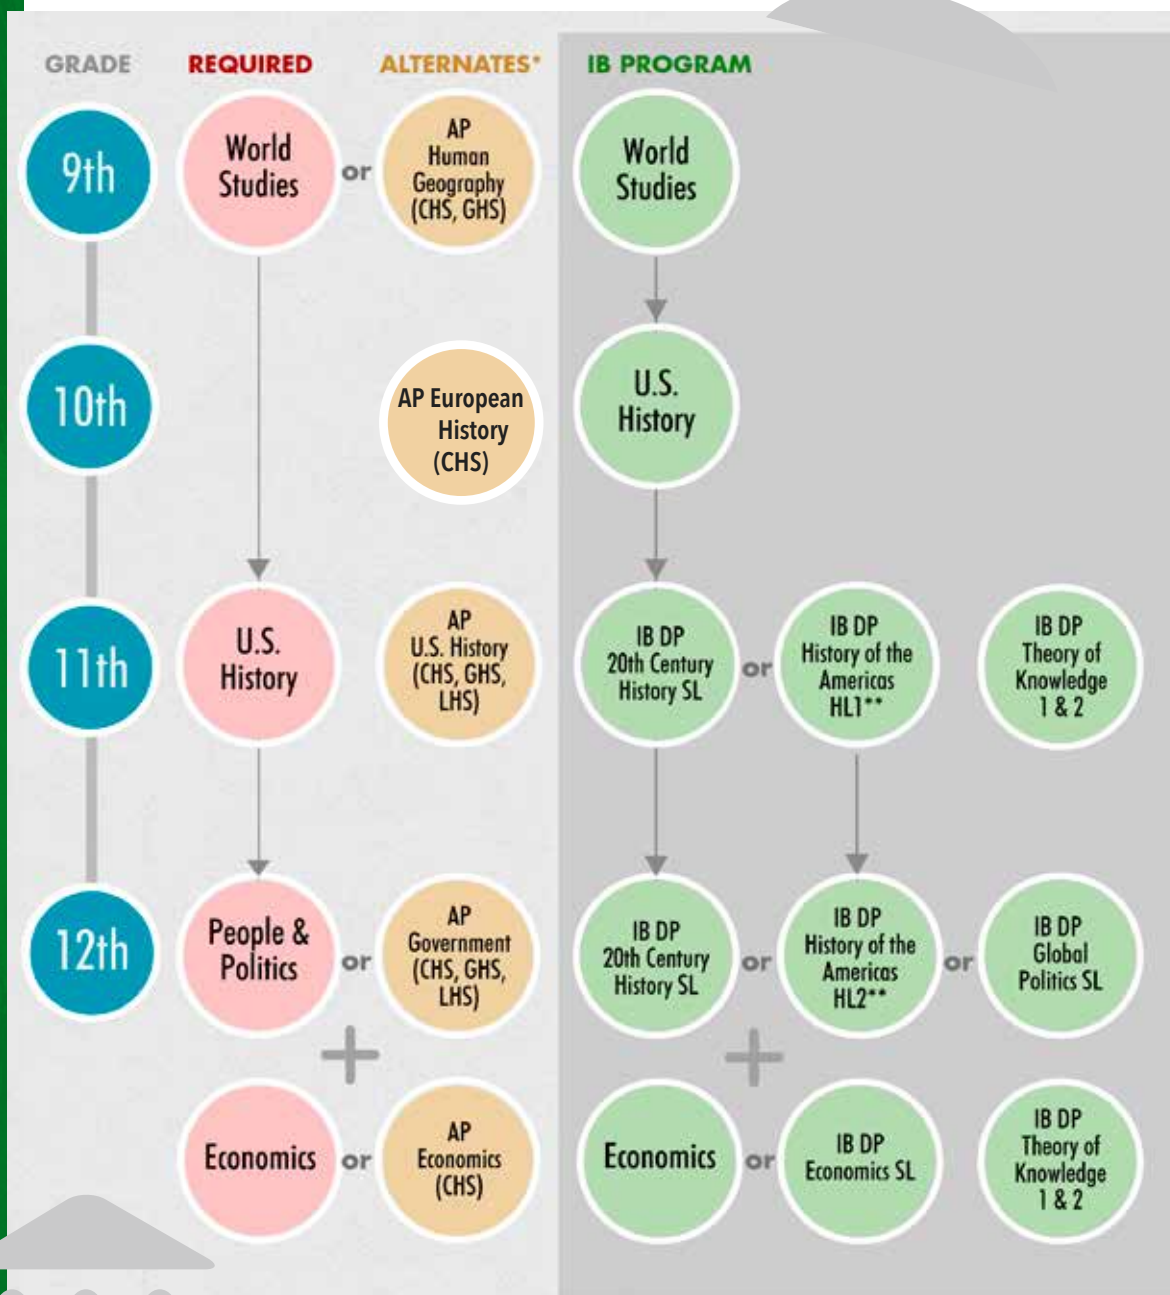 GRADE
REQUIRED
ALTERNATES*
IB PROGRAM
9th
World
Studies
or
AP
Human
Geography
(CHS, GHS)
World
Studies
10th
AP European
History
(CHS)
U.S.
History
11th
U.S.
History
AP
U.S. History
(CHS, GHS,
LHS)
IB DP
20th Century
History SL
or
IB DP
History of the
Americas
HL1**
IB DP
Theory of
Knowledge
1 & 2
12th
People &
Politics
or
AP
Government
(CHS, GHS,
LHS)
IB DP
20th Century
History SL
or
IB DP
History of the
Americas
HL2**
or
IB DP
Global
Politics SL
+
+
Economics
or
AP
Economics
(CHS)
Economics
or
IB DP
Economics SL
IB DP
Theory of
Knowledge
1 & 2